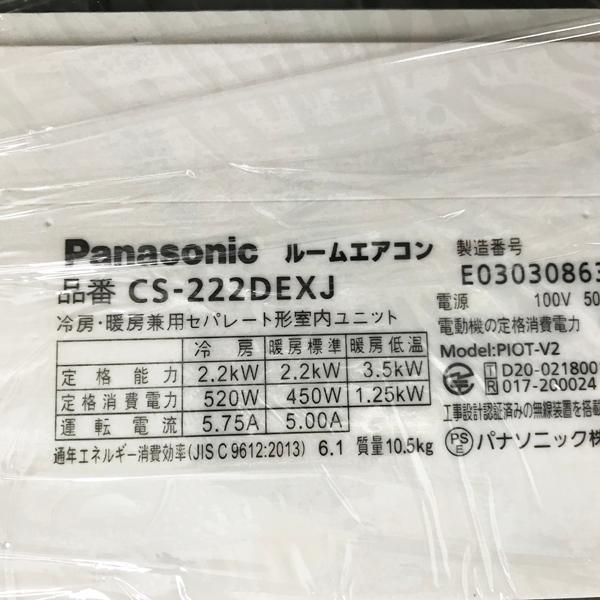 Panasonic ルームエアコン
品番 CS-222DEXJ
冷房・暖房兼用セパレート形室内ユニット
冷房 暖房標準 暖房低温
定格能力 2.2kW 2.2kW 3.5kW
定格消費電力 520W 450W 1.25kW
運転電流 5.75A 5.00A
通年エネルギー消費効率(JIS C 9612:2013) 6.1 質量10.5kg
製造番号
E03030863
電源 100V 50
電動機の定格消費電力
Model:PIOT-V2
T D20-021800
R 017-200024
工事設計認証済みの無線装置を搭載
PSE パナソニック株